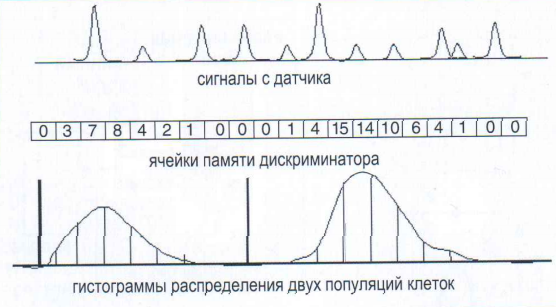 сигналы с датчика
0 3 7 8 4 2 1 0 0 0 1 4 15 14 10 6 4 1 0 0
ячейки памяти дискриминатора
гистограммы распределения двух популяций клеток